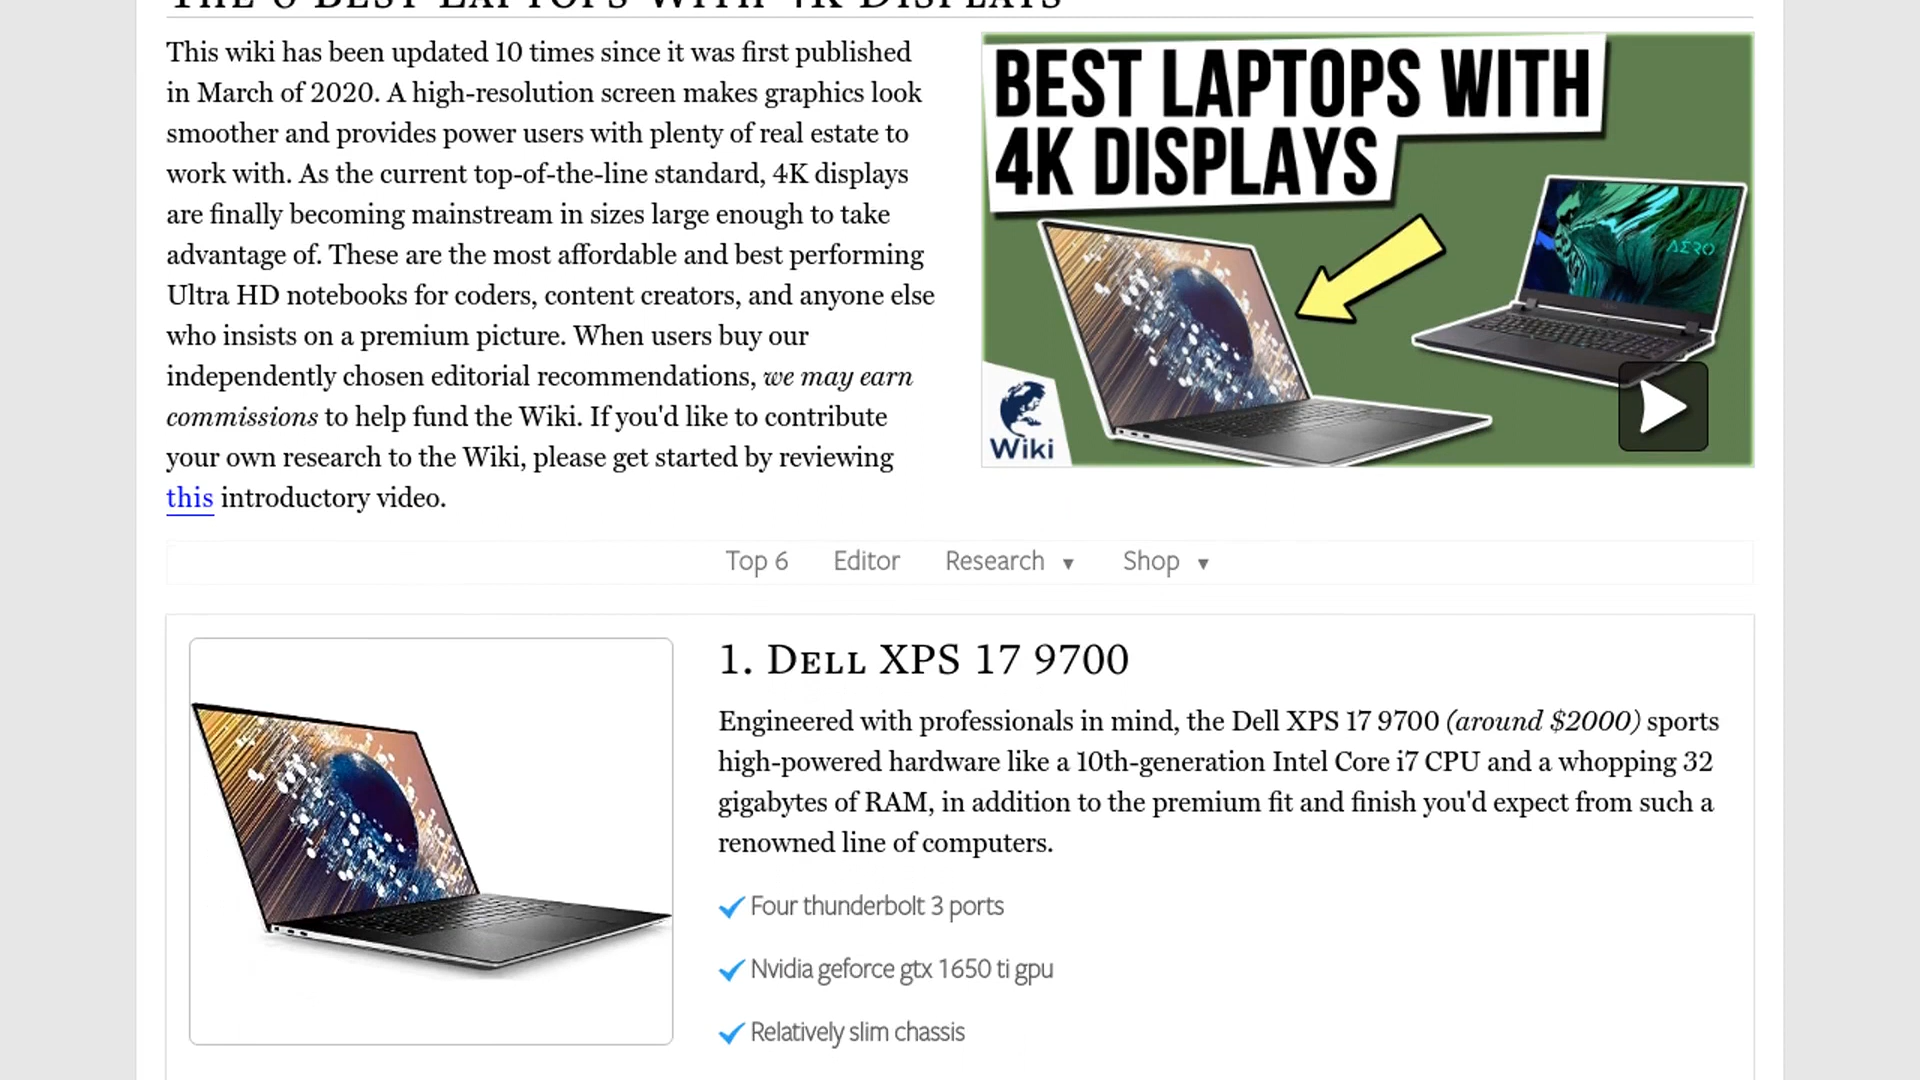 THE 6 BEST LAPTOPS WITH 4K DISPLAYS
This wiki has been updated 10 times since it was first published
in March of 2020. A high-resolution screen makes graphics look
smoother and provides power users with plenty of real estate to
work with. As the current top-of-the-line standard, 4K displays
are finally becoming mainstream in sizes large enough to take
advantage of. These are the most affordable and best performing
Ultra HD notebooks for coders, content creators, and anyone else
who insists on a premium picture. When users buy our
independently chosen editorial recommendations, we may earn
commissions to help fund the Wiki. If you'd like to contribute
your own research to the Wiki, please get started by reviewing
this introductory video.
BEST LAPTOPS WITH
4K DISPLAYS
AERO
Wiki
Top 6 Editor Research ▼ Shop ▼
1. DELL XPS 17 9700
Engineered with professionals in mind, the Dell XPS 17 9700 (around $2000) sports
high-powered hardware like a 10th-generation Intel Core i7 CPU and a whopping 32
gigabytes of RAM, in addition to the premium fit and finish you'd expect from such a
renowned line of computers.
Four thunderbolt 3 ports
Nvidia geforce gtx 1650 ti gpu
Relatively slim chassis